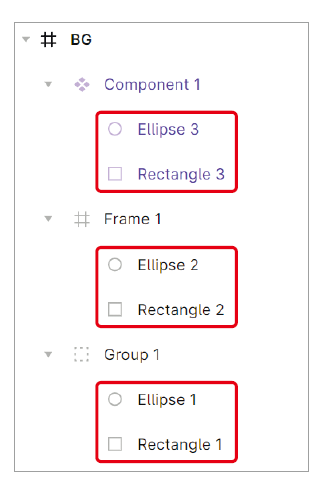 BG
Component 1
Ellipse 3
Rectangle 3
Frame 1
Ellipse 2
Rectangle 2
Group 1
Ellipse 1
Rectangle 1